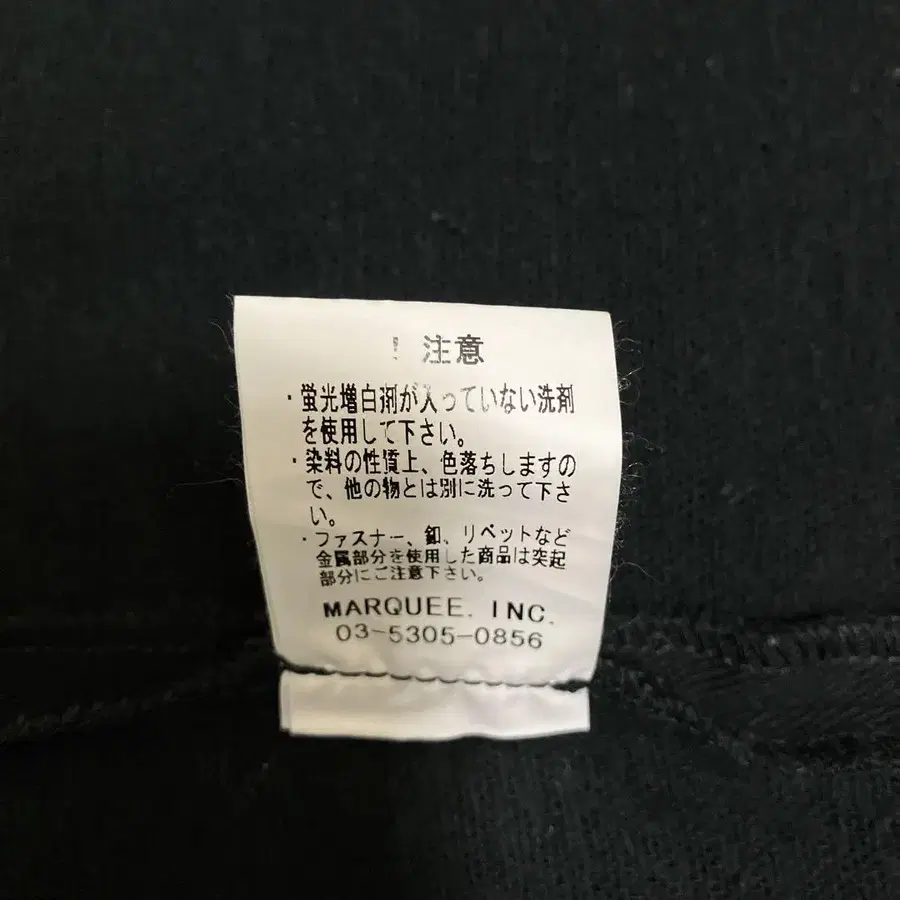 ! 注意
・蛍光増白剤が入っていない洗剤
を使用して下さい。
・染料の性質上、色落ちしますの
で、他の物とは別に洗って下さ
い。
・ファスナー、釦、リベットなど
金属部分を使用した商品は突起
部分にご注意下さい。
MARQUEE. INC.
03-5305-0856